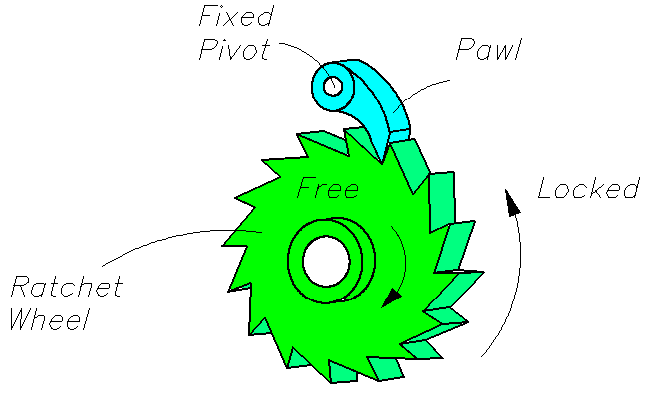 Fixed
Pivot
Pawl
Free
Locked
Ratchet
Wheel